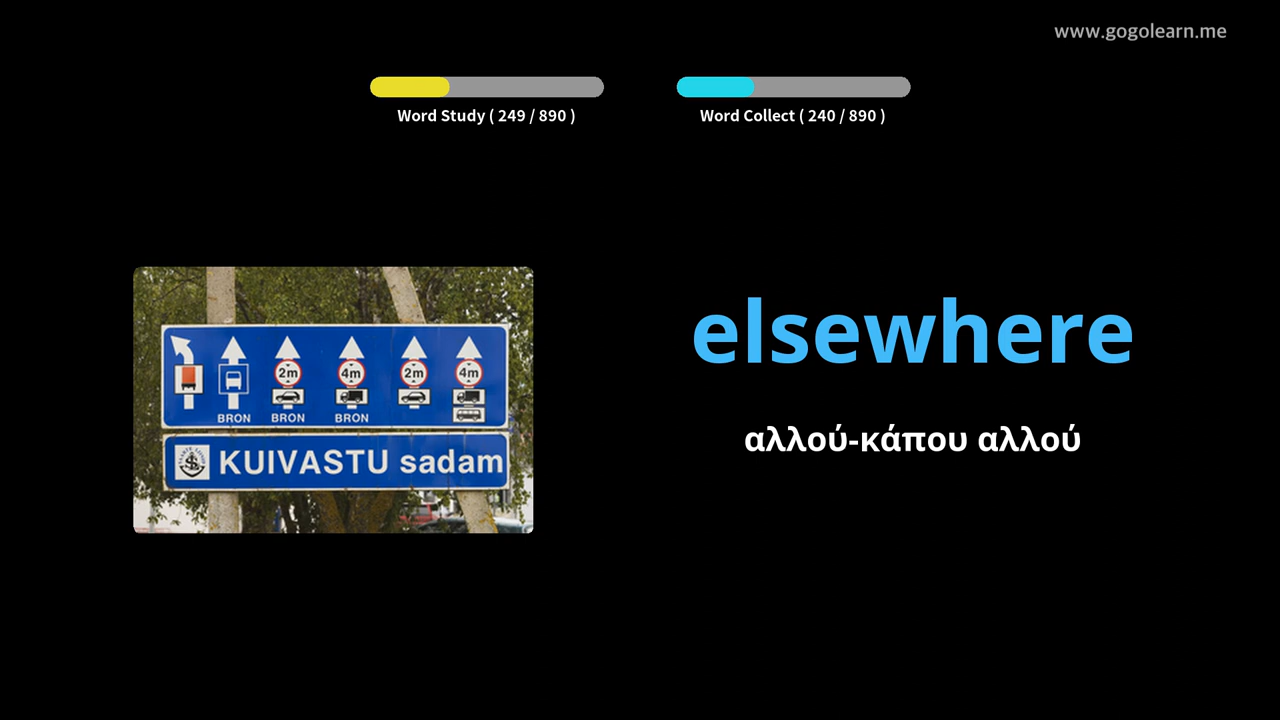 www.gogolearn.me
Word Study ( 249 / 890 )
Word Collect ( 240 / 890 )
elsewhere
αλλού-κάπου αλλού
2m 4m 2m 4m
BRON BRON BRON
KUIVASTU sadam